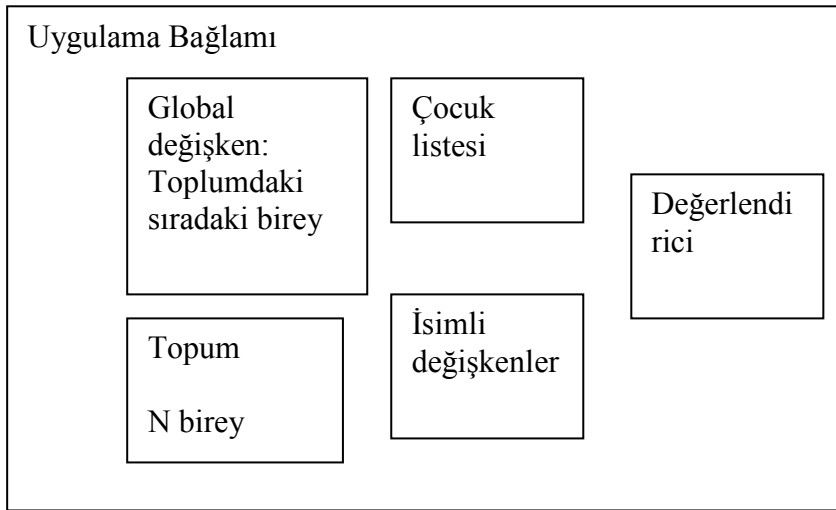 Uygulama Bağlamı
Global
değişken:
Toplumdaki
sıradaki birey
Çocuk
listesi
Değerlendi
rici
Topum
N birey
İsimli
değişkenler